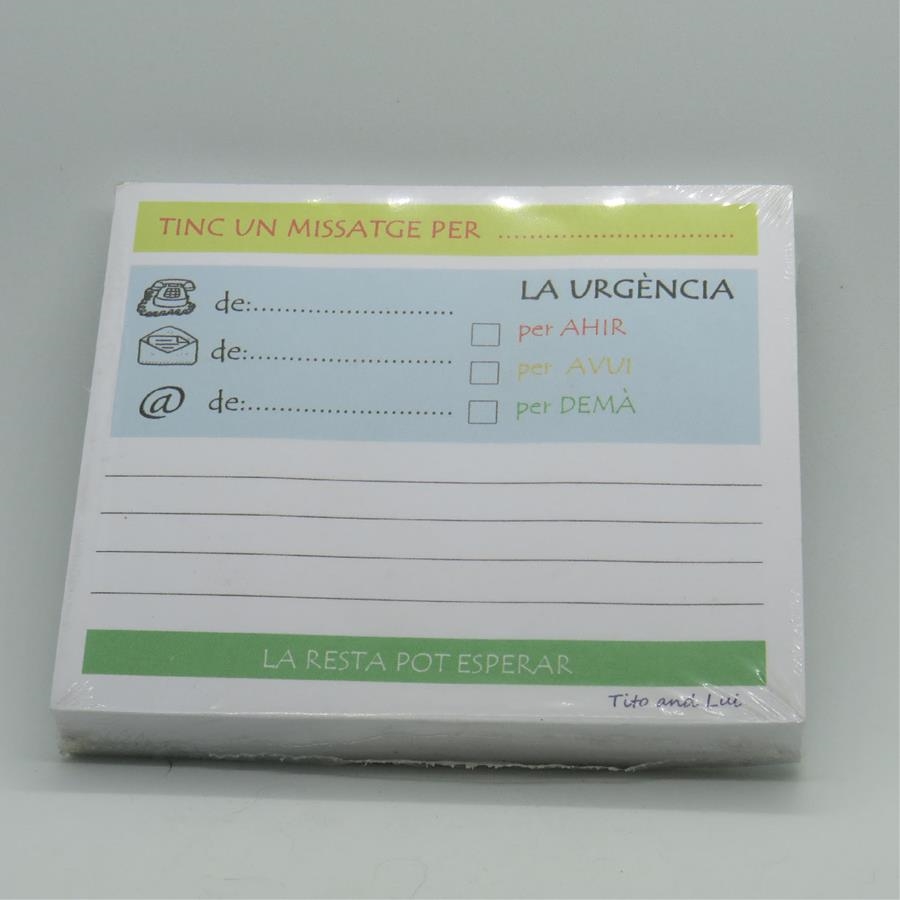 TINC UN MISSATGE PER ..............................
LA URGÈNCIA
de:.........................
per AHIR
de:.........................
per AVUI
@ de:.........................
per DEMÀ
LA RESTA POT ESPERAR
Tito and Lui